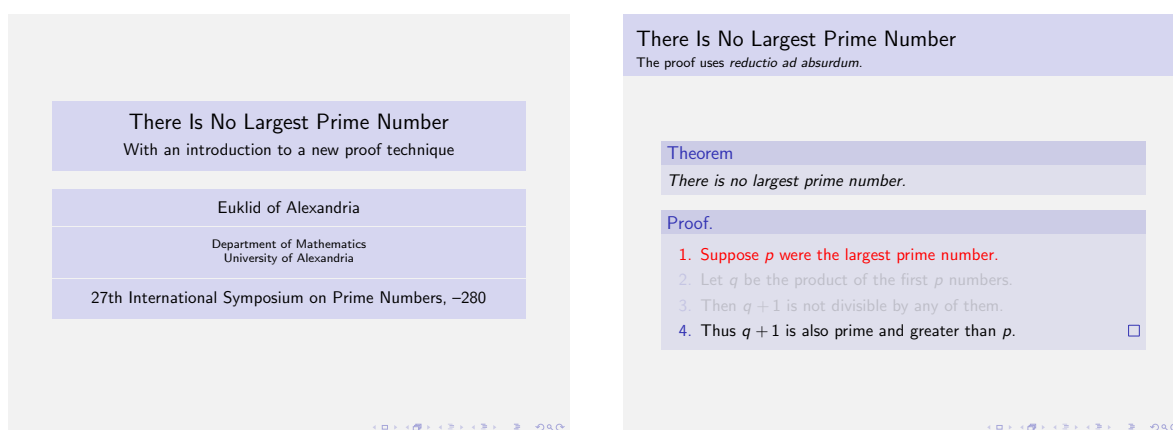 There Is No Largest Prime Number
With an introduction to a new proof technique
Euklid of Alexandria
Department of Mathematics
University of Alexandria
27th International Symposium on Prime Numbers, –280
There Is No Largest Prime Number
The proof uses reductio ad absurdum.
Theorem
There is no largest prime number.
Proof.
1. Suppose p were the largest prime number.
2. Let q be the product of the first p numbers.
3. Then q + 1 is not divisible by any of them.
4. Thus q + 1 is also prime and greater than p.